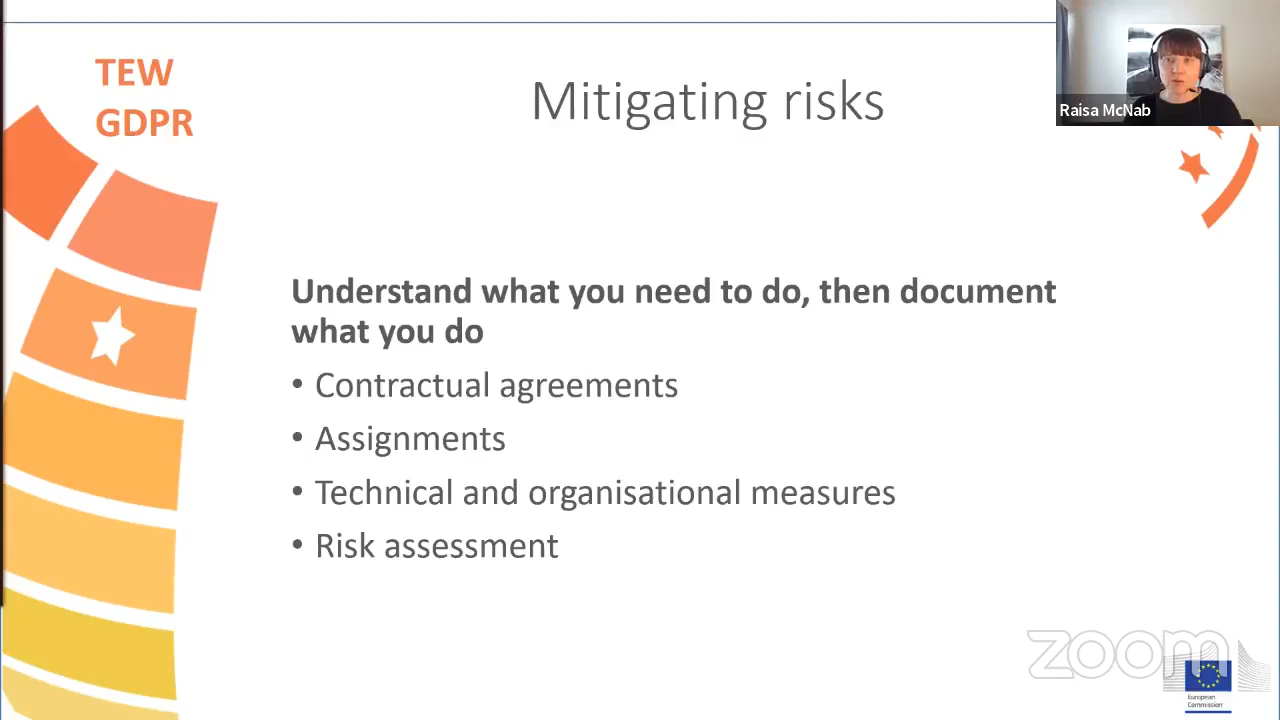 TEW
GDPR
Mitigating risks
Raisa McNab
Understand what you need to do, then document
what you do
• Contractual agreements
• Assignments
• Technical and organisational measures
• Risk assessment
zoom
European
Commission